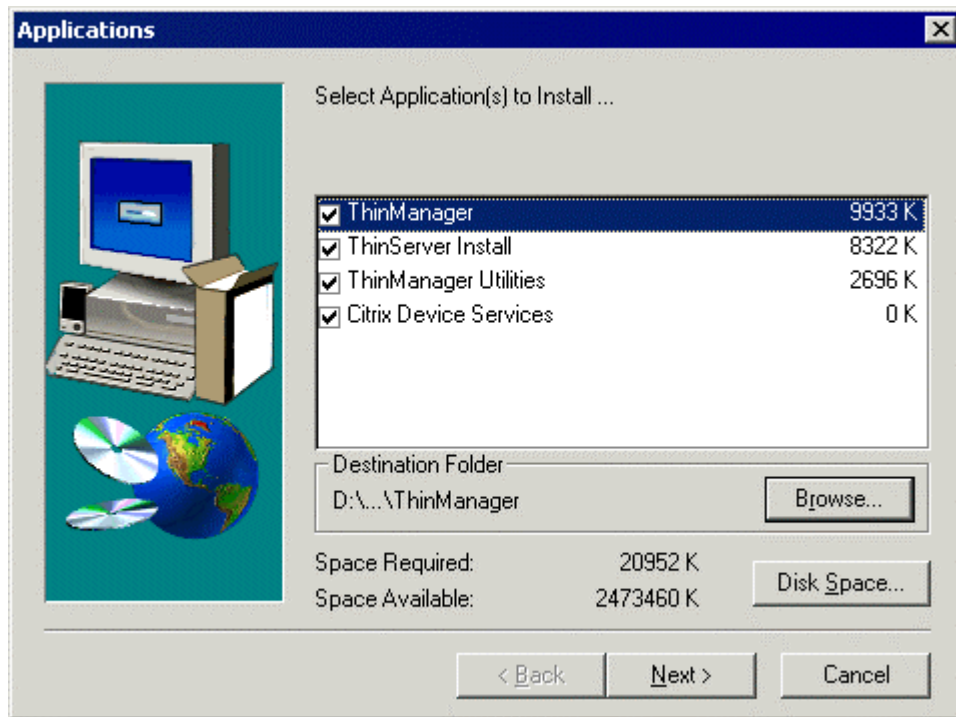 Applications
Select Application(s) to Install ...
ThinManager 9933 K
ThinServer Install 8322 K
ThinManager Utilities 2696 K
Citrix Device Services 0 K
Destination Folder
D:\...\ThinManager Browse...
Space Required: 20952 K
Space Available: 2473460 K
Disk Space...
< Back Next > Cancel